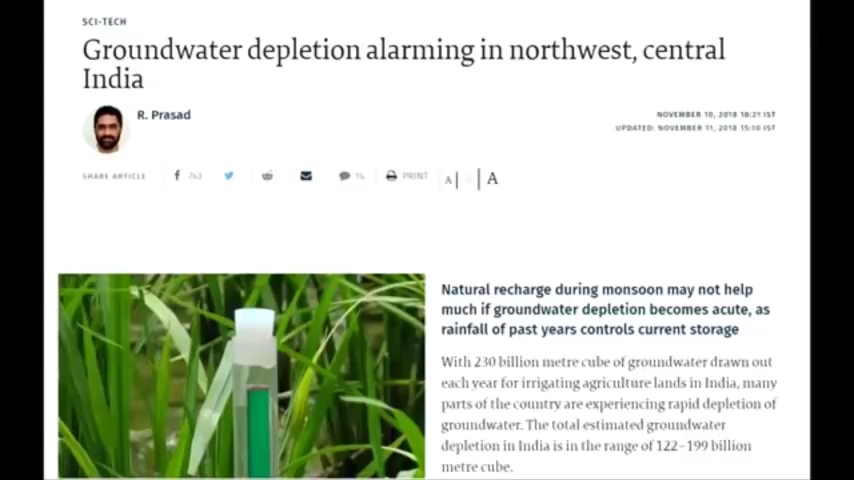 SCI-TECH
Groundwater depletion alarming in northwest, central
India
R. Prasad
NOVEMBER 10, 2018 18:21 IST
UPDATED: NOVEMBER 11, 2018 15:10 IST
SHARE ARTICLE 743 14 PRINT A A
Natural recharge during monsoon may not help
much if groundwater depletion becomes acute, as
rainfall of past years controls current storage
With 230 billion metre cube of groundwater drawn out
each year for irrigating agriculture lands in India, many
parts of the country are experiencing rapid depletion of
groundwater. The total estimated groundwater
depletion in India is in the range of 122–199 billion
metre cube.